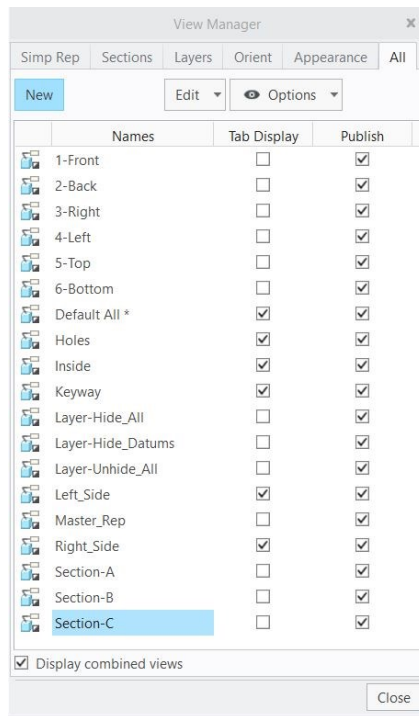 View Manager
Simp Rep Sections Layers Orient Appearance All
New Edit Options
Names Tab Display Publish
1-Front
2-Back
3-Right
4-Left
5-Top
6-Bottom
Default All *
Holes
Inside
Keyway
Layer-Hide_All
Layer-Hide_Datums
Layer-Unhide_All
Left_Side
Master_Rep
Right_Side
Section-A
Section-B
Section-C
Display combined views
Close